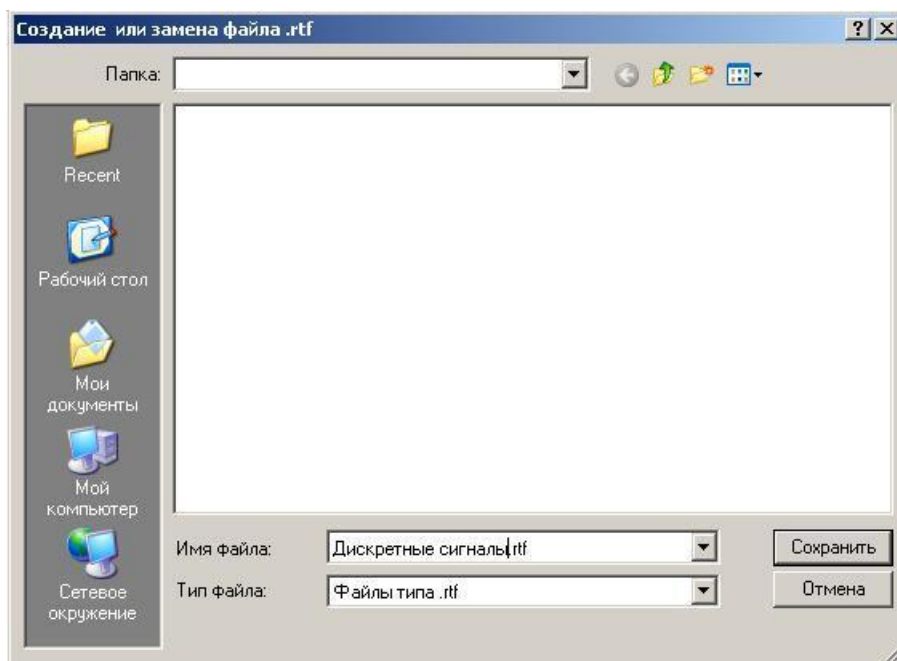 Создание или замена файла .rtf
Папка:
Recent
Рабочий стол
Мои
документы
Мой
компьютер
Сетевое
окружение
Имя файла:
Дискретные сигналы.rtf
Сохранить
Тип файла:
Файлы типа .rtf
Отмена